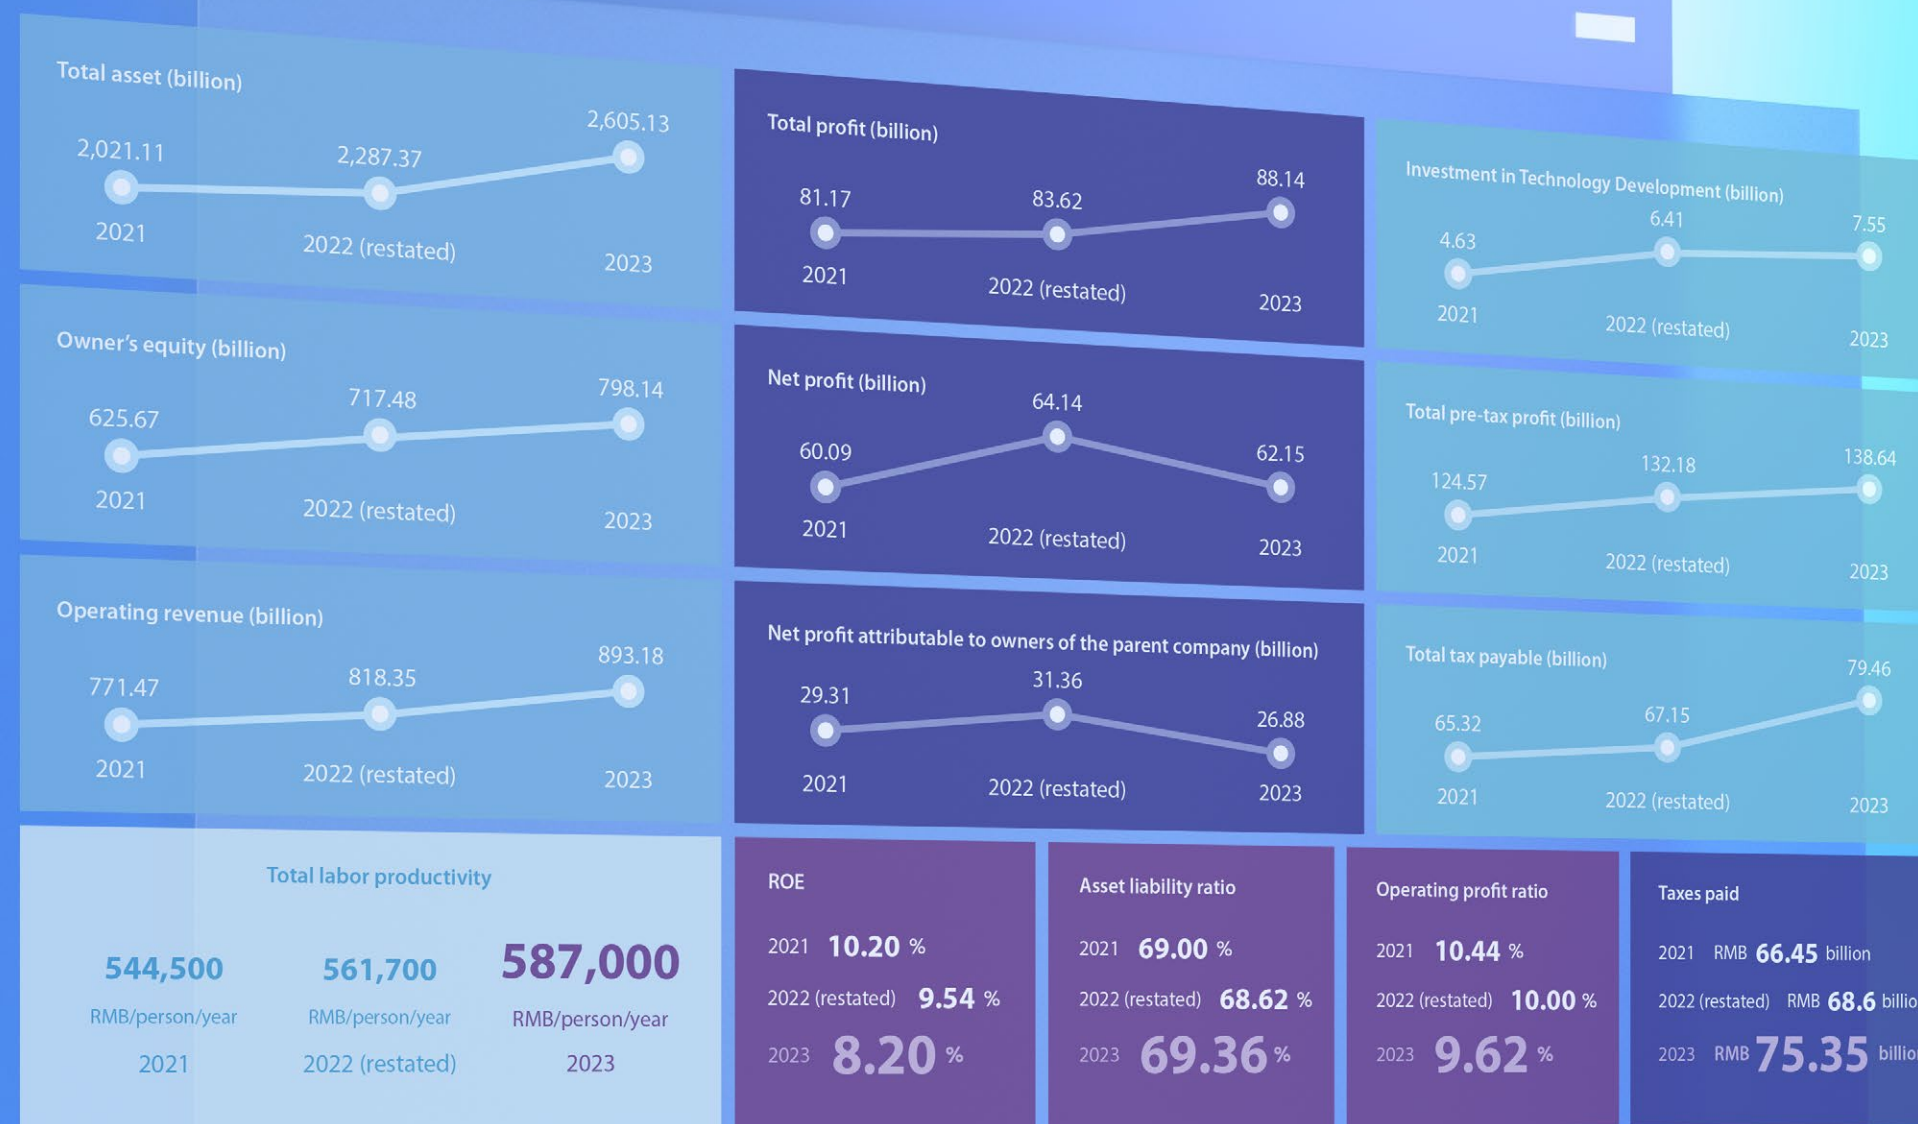 Total asset (billion)
2,021.11
2,287.37
2,605.13
2021
2022 (restated)
2023
Owner’s equity (billion)
625.67
717.48
798.14
2021
2022 (restated)
2023
Operating revenue (billion)
771.47
818.35
893.18
2021
2022 (restated)
2023
Total labor productivity
544,500
561,700
587,000
RMB/person/year
RMB/person/year
RMB/person/year
2021
2022 (restated)
2023
Total profit (billion)
81.17
83.62
88.14
2021
2022 (restated)
2023
Net profit (billion)
60.09
64.14
62.15
2021
2022 (restated)
2023
Net profit attributable to owners of the parent company (billion)
29.31
31.36
26.88
2021
2022 (restated)
2023
Investment in Technology Development (billion)
4.63
6.41
7.55
2021
2022 (restated)
2023
Total pre-tax profit (billion)
124.57
132.18
138.64
2021
2022 (restated)
2023
Total tax payable (billion)
65.32
67.15
79.46
2021
2022 (restated)
2023
ROE
2021 10.20 %
2022 (restated) 9.54 %
2023 8.20 %
Asset liability ratio
2021 69.00 %
2022 (restated) 68.62 %
2023 69.36 %
Operating profit ratio
2021 10.44 %
2022 (restated) 10.00 %
2023 9.62 %
Taxes paid
2021 RMB 66.45 billion
2022 (restated) RMB 68.6 billio
2023 RMB 75.35 billio